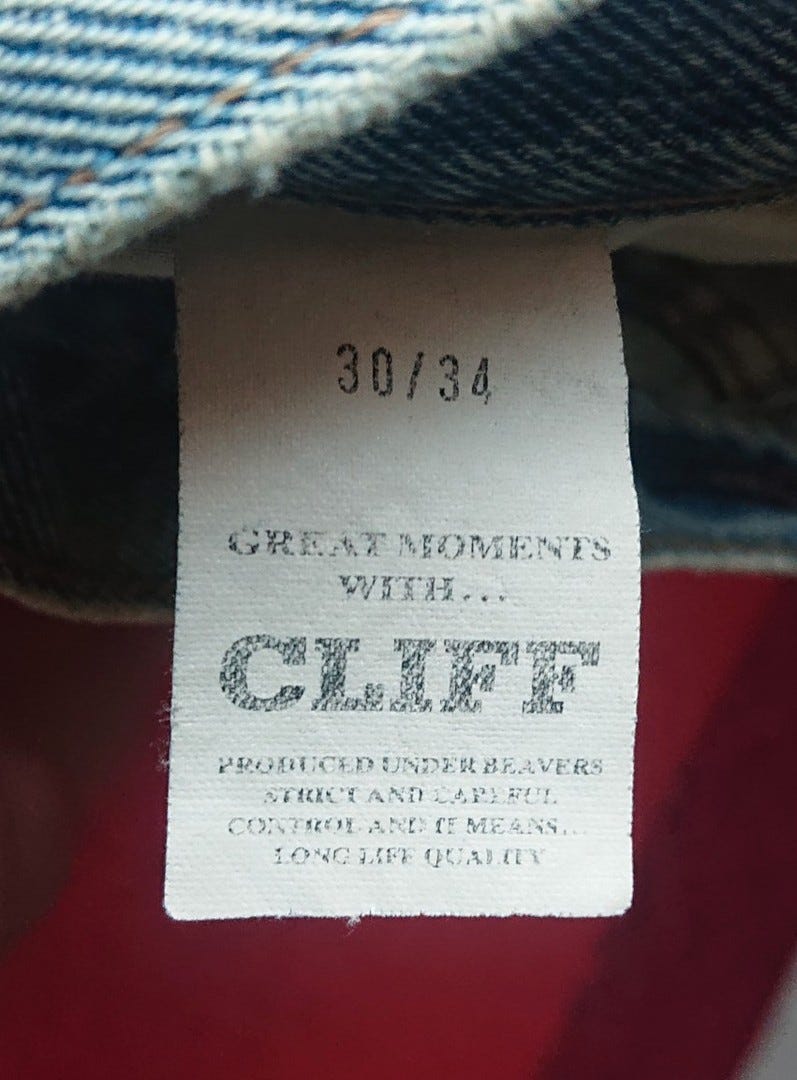 30/34
GREAT MOMENTS
WITH...
CLIFF
PRODUCED UNDER BEAVERS
STRICT AND CAREFUL
CONTROL AND IT MEANS...
LONG LIFE QUALITY